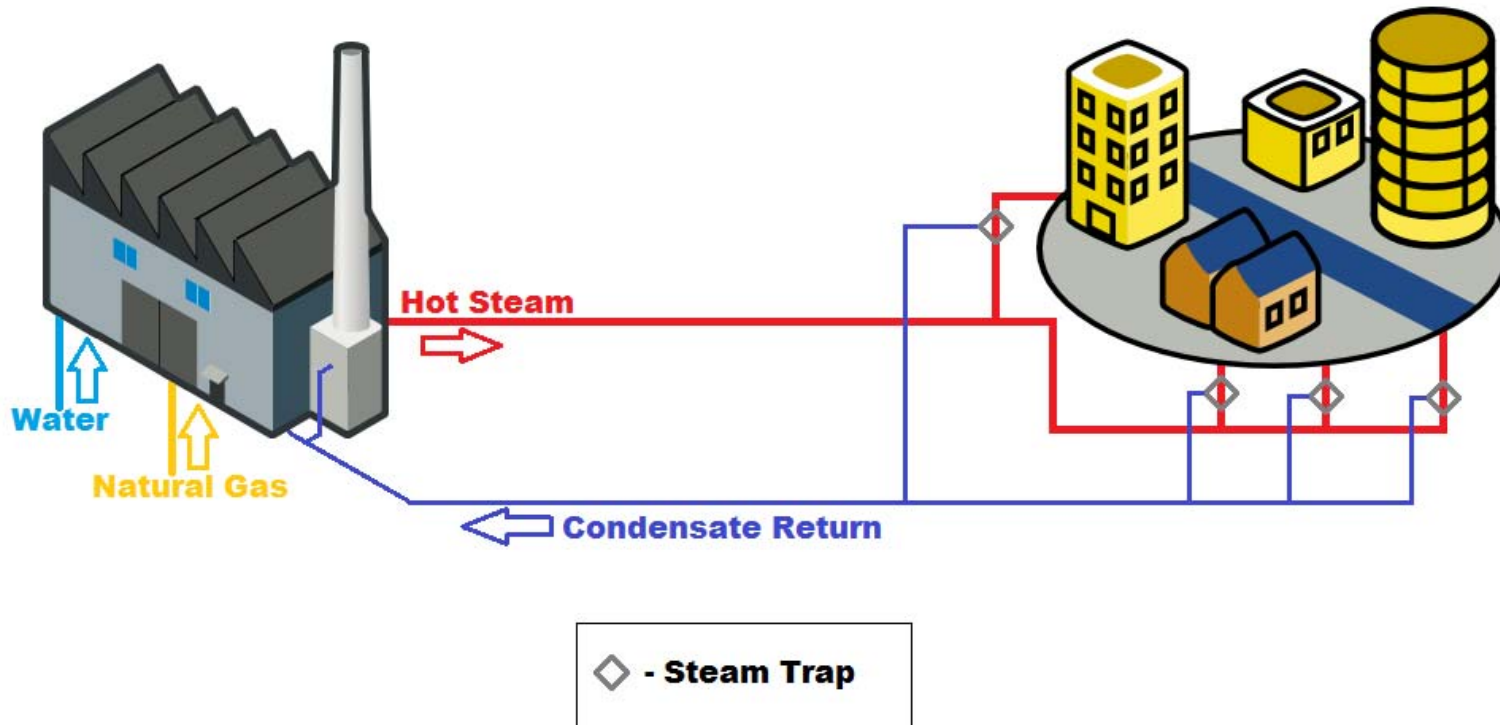 Hot Steam
Water
Natural Gas
Condensate Return
- Steam Trap